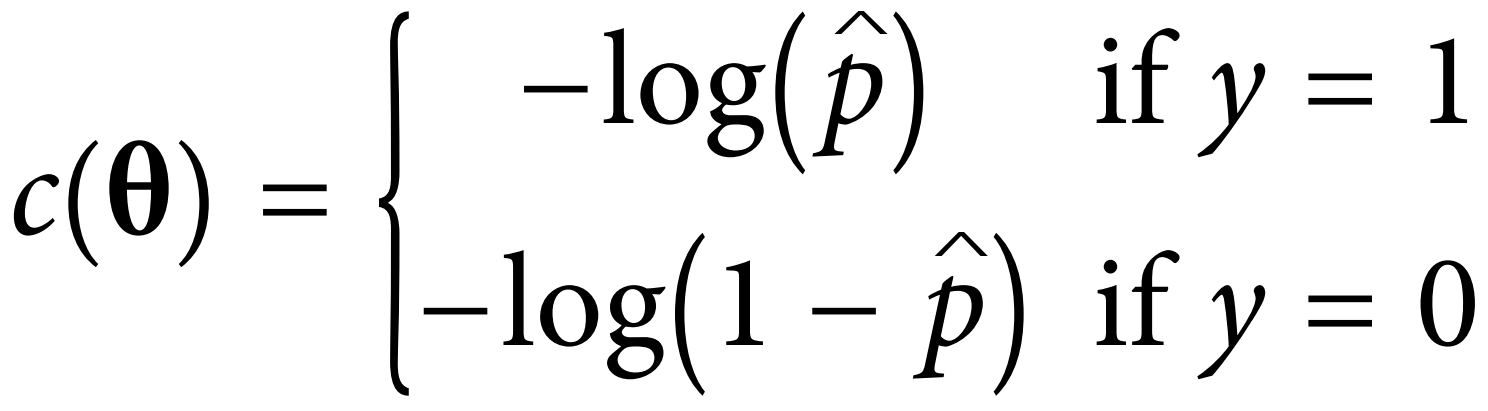 c(θ) = { −log(p̂) if y = 1
−log(1 − p̂) if y = 0